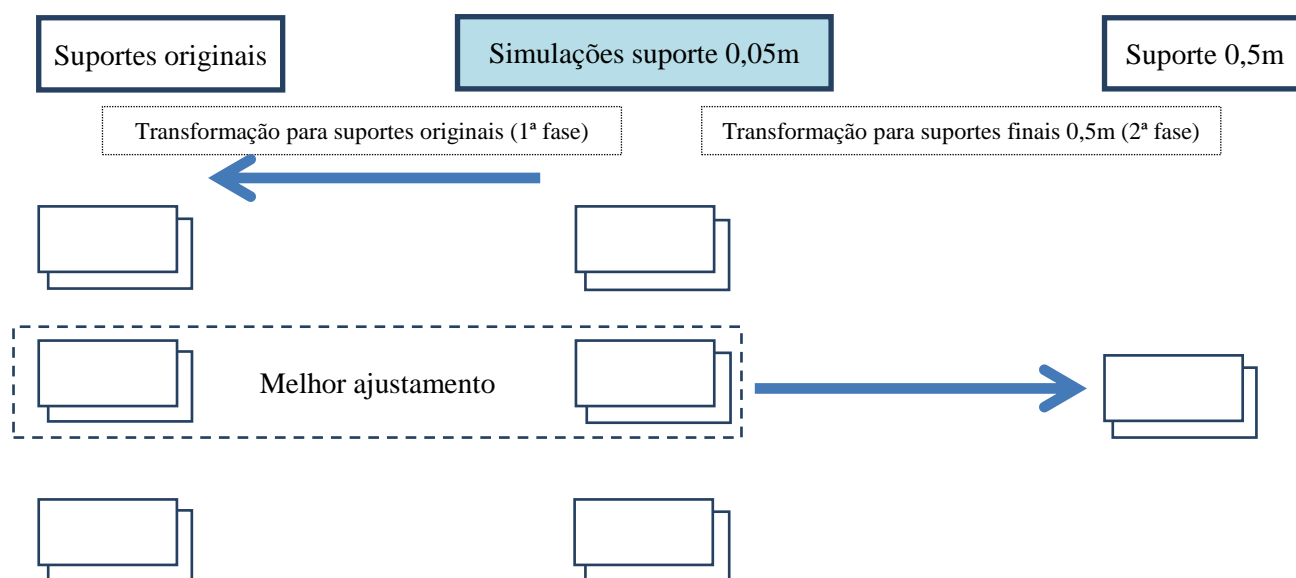 Suportes originais
Simulações suporte 0,05m
Suporte 0,5m
Transformação para suportes originais (1ª fase)
Transformação para suportes finais 0,5m (2ª fase)
Melhor ajustamento